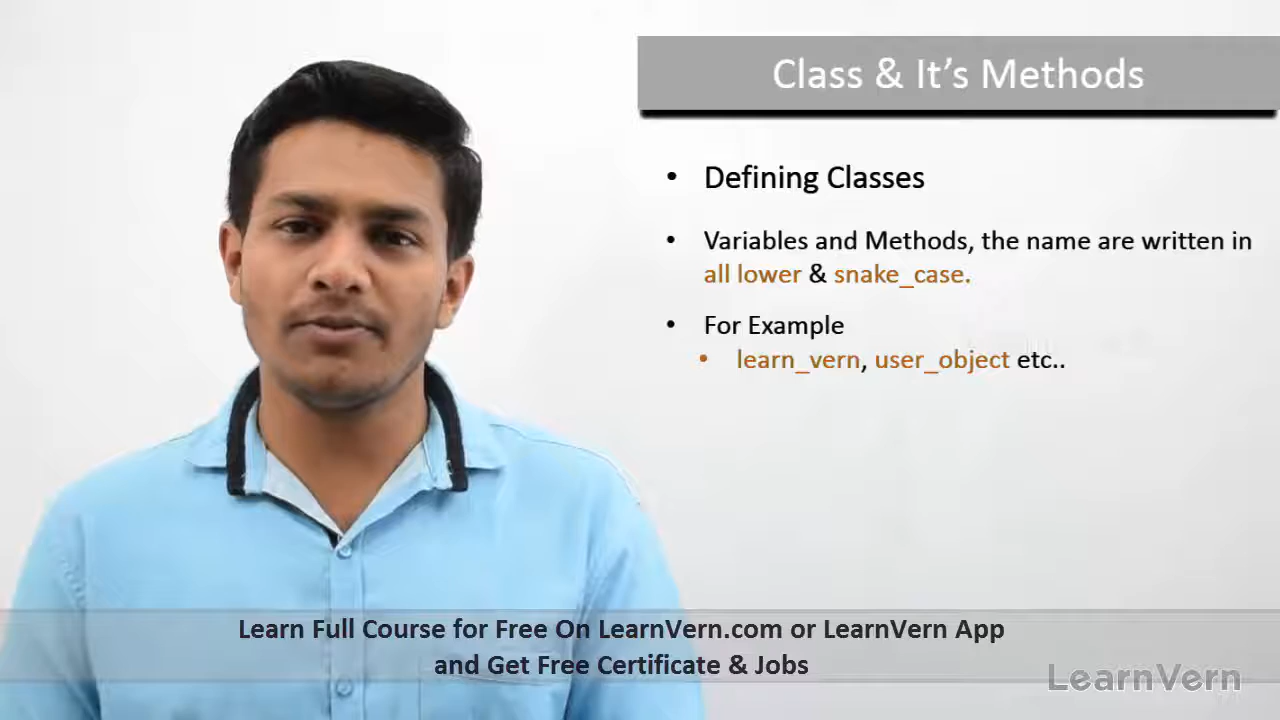 Class & It's Methods
• Defining Classes
• Variables and Methods, the name are written in
all lower & snake_case.
• For Example
• learn_vern, user_object etc..
Learn Full Course for Free On LearnVern.com or LearnVern App
and Get Free Certificate & Jobs
LearnVern